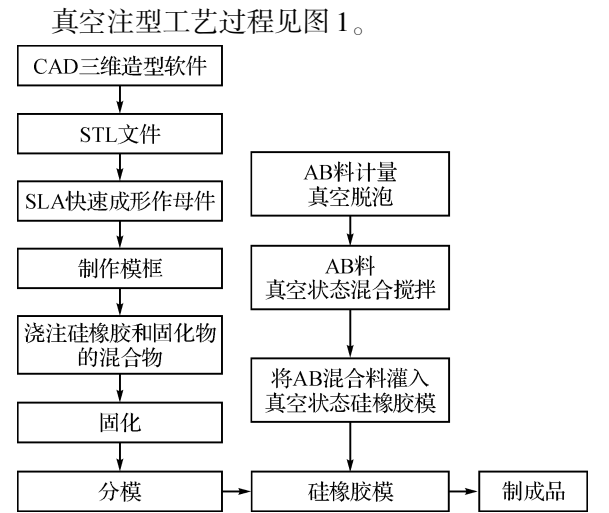 真空注型工艺过程见图1。
CAD三维造型软件
STL文件
SLA快速成形作母件
制作模框
浇注硅橡胶和固化物
的混合物
固化
分模
AB料计量
真空脱泡
AB料
真空状态混合搅拌
将AB混合料灌入
真空状态硅橡胶模
硅橡胶模
制成品